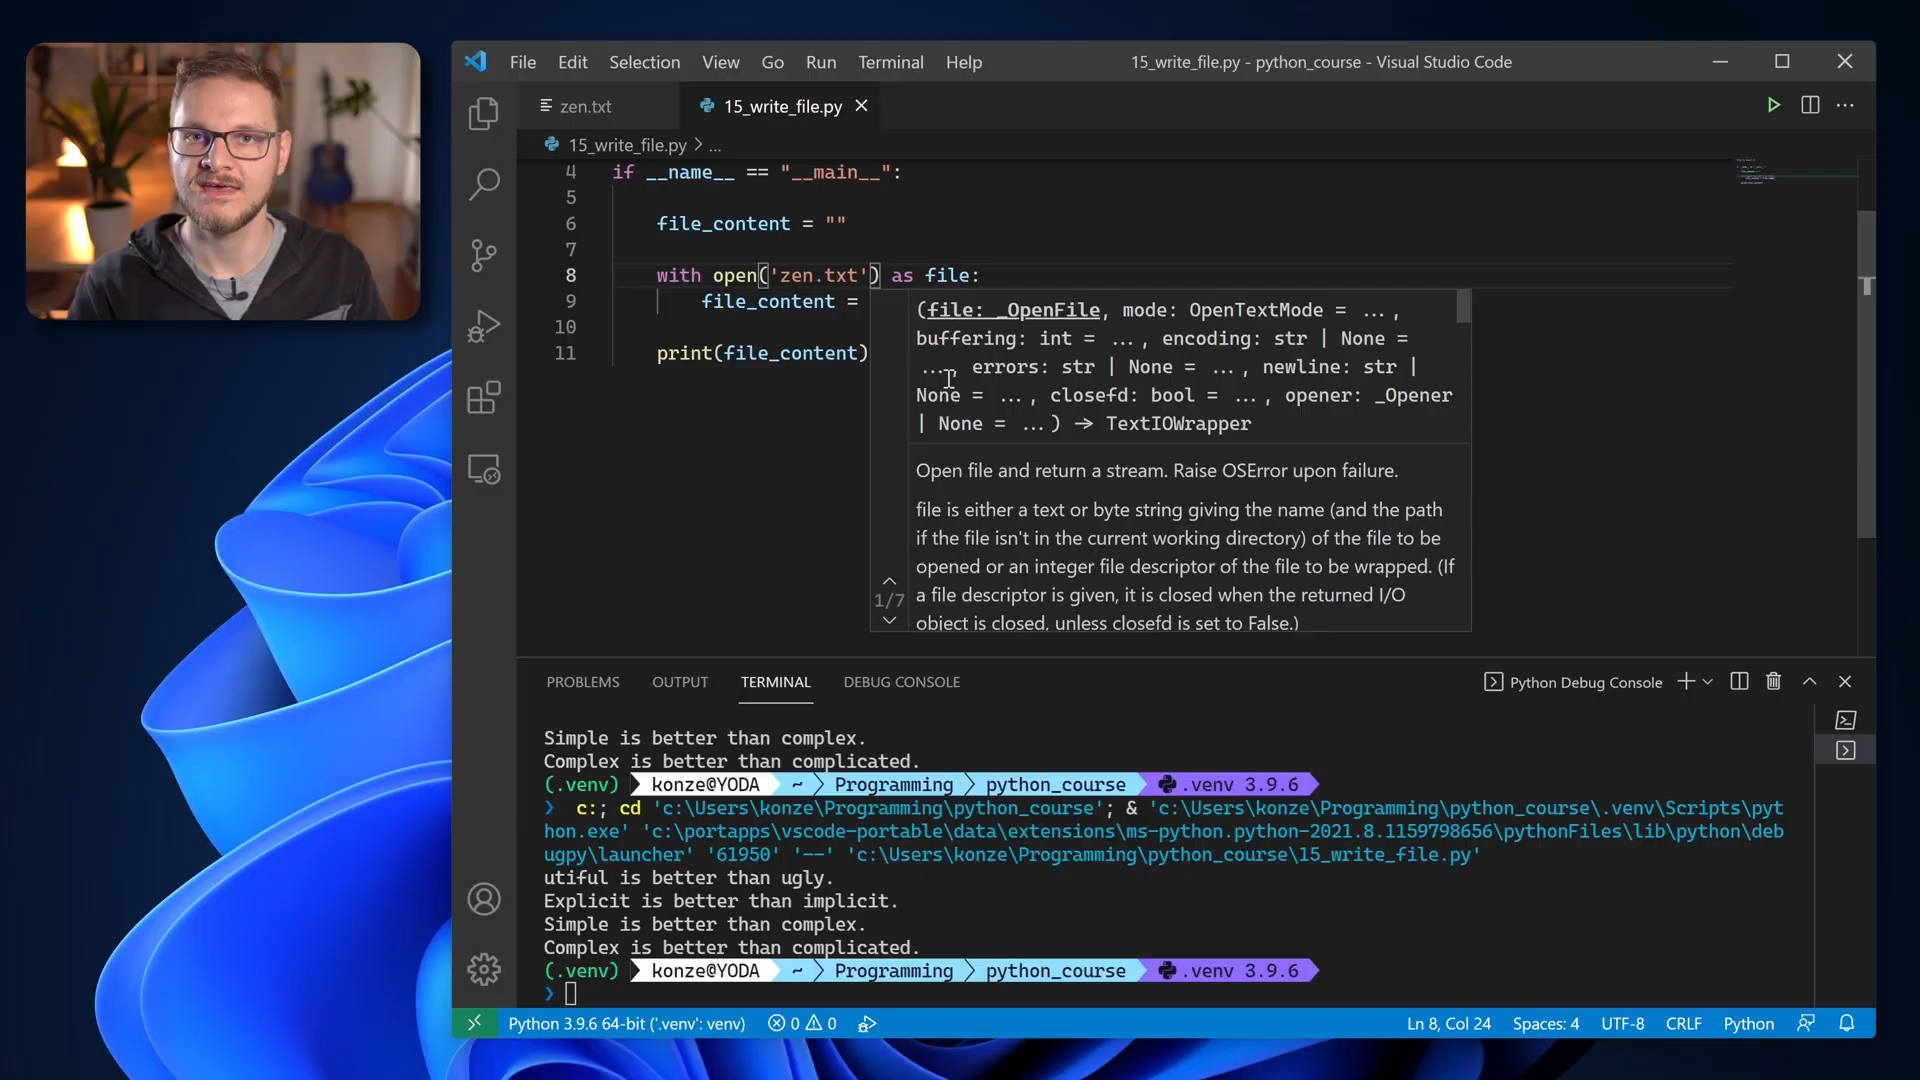 File Edit Selection View Go Run Terminal Help 15_write_file.py - python_course - Visual Studio Code
zen.txt 15_write_file.py
15_write_file.py > ...
4 if __name__ == "__main__":
5
6 file_content = ""
7
8 with open('zen.txt') as file:
9 file_content =
10
11 print(file_content)
(file: _OpenFile, mode: OpenTextMode = ...,
buffering: int = ..., encoding: str | None =
..., errors: str | None = ..., newline: str |
None = ..., closefd: bool = ..., opener: _Opener
| None = ...) -> TextIOWrapper
Open file and return a stream. Raise OSError upon failure.
file is either a text or byte string giving the name (and the path
if the file isn't in the current working directory) of the file to be
opened or an integer file descriptor of the file to be wrapped. (If
a file descriptor is given, it is closed when the returned I/O
object is closed, unless closefd is set to False.)
1/7
PROBLEMS OUTPUT TERMINAL DEBUG CONSOLE Python Debug Console
Simple is better than complex.
Complex is better than complicated.
(.venv) konze@YODA ~ Programming python_course .venv 3.9.6
❯ c:; cd 'c:\Users\konze\Programming\python_course'; & 'c:\Users\konze\Programming\python_course\.venv\Scripts\pyt
hon.exe' 'c:\portapps\vscode-portable\data\extensions\ms-python.python-2021.8.1159798656\pythonFiles\lib\python\deb
ugpy\launcher' '61950' '--' 'c:\Users\konze\Programming\python_course\15_write_file.py'
utiful is better than ugly.
Explicit is better than implicit.
Simple is better than complex.
Complex is better than complicated.
(.venv) konze@YODA ~ Programming python_course .venv 3.9.6
❯
Python 3.9.6 64-bit ('.venv': venv) 0 0 Ln 8, Col 24 Spaces: 4 UTF-8 CRLF Python